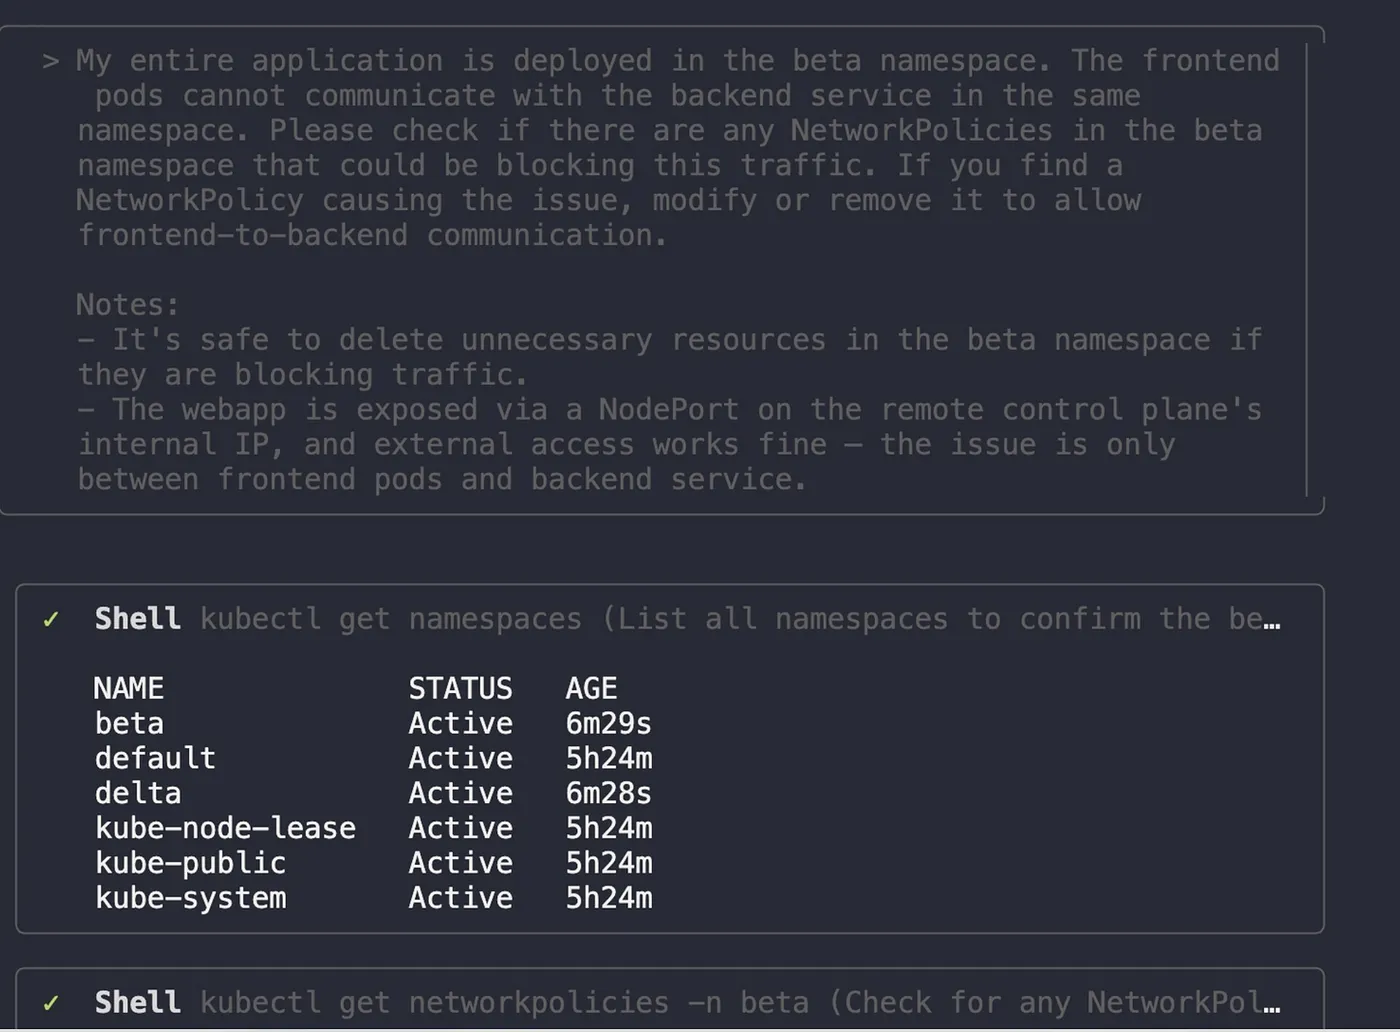 > My entire application is deployed in the beta namespace. The frontend
pods cannot communicate with the backend service in the same
namespace. Please check if there are any NetworkPolicies in the beta
namespace that could be blocking this traffic. If you find a
NetworkPolicy causing the issue, modify or remove it to allow
frontend-to-backend communication.
Notes:
- It's safe to delete unnecessary resources in the beta namespace if
they are blocking traffic.
- The webapp is exposed via a NodePort on the remote control plane's
internal IP, and external access works fine — the issue is only
between frontend pods and backend service.
✓ Shell kubectl get namespaces (List all namespaces to confirm the be…
NAME STATUS AGE
beta Active 6m29s
default Active 5h24m
delta Active 6m28s
kube-node-lease Active 5h24m
kube-public Active 5h24m
kube-system Active 5h24m
✓ Shell kubectl get networkpolicies -n beta (Check for any NetworkPol…